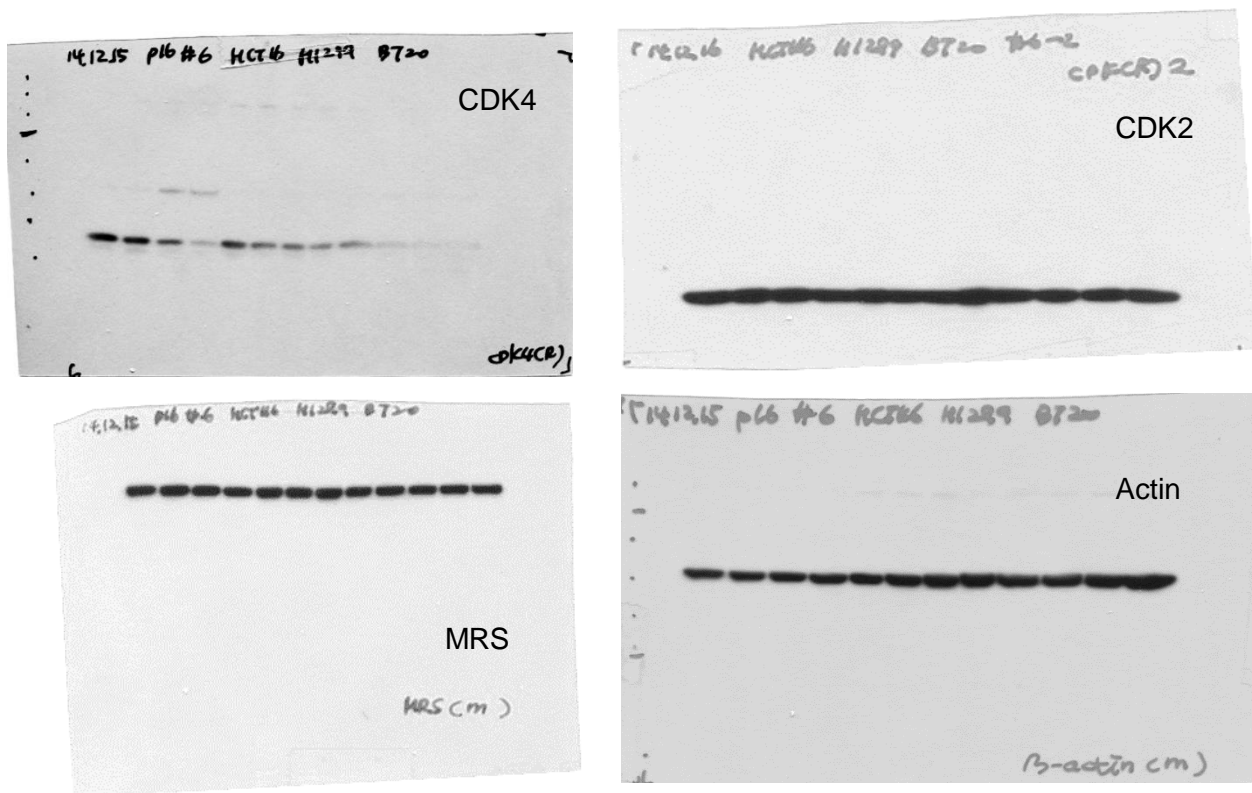 14.12.15 p16 #6 HCT116 H1299 BT20
CDK4
CDK4(R)
14.12.16 HCT116 H1299 BT20 #6-2
CDK(R)2
CDK2
14.12.15 p16 #6 HCT116 H1299 BT20
MRS
MRS(m)
14.12.15 p16 #6 HCT116 H1299 BT20
Actin
β-actin(m)